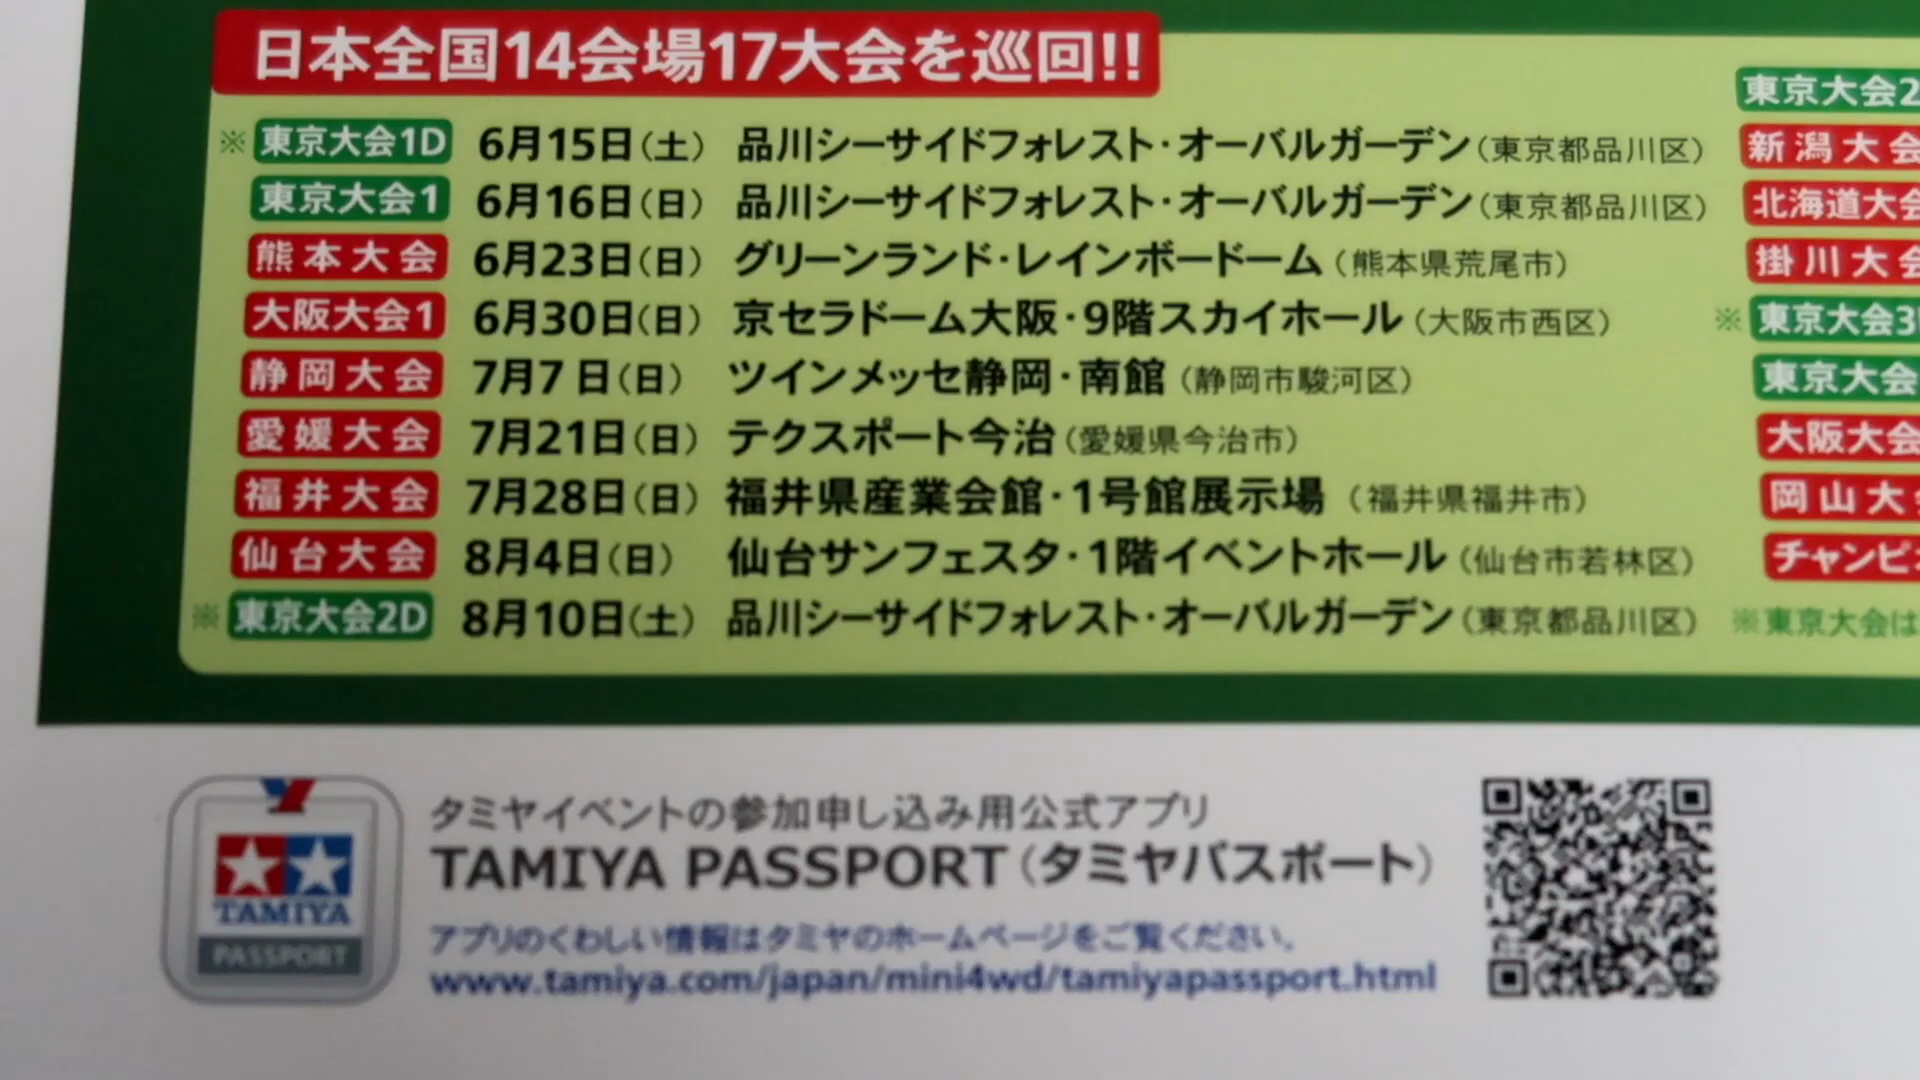 日本全国14会場17大会を巡回!!
※ 東京大会1D 6月15日(土) 品川シーサイドフォレスト・オーバルガーデン(東京都品川区)
東京大会1 6月16日(日) 品川シーサイドフォレスト・オーバルガーデン(東京都品川区)
熊本大会 6月23日(日) グリーンランド・レインボードーム(熊本県荒尾市)
大阪大会1 6月30日(日) 京セラドーム大阪・9階スカイホール(大阪市西区)
静岡大会 7月7日(日) ツインメッセ静岡・南館(静岡市駿河区)
愛媛大会 7月21日(日) テクスポート今治(愛媛県今治市)
福井大会 7月28日(日) 福井県産業会館・1号館展示場(福井県福井市)
仙台大会 8月4日(日) 仙台サンフェスタ・1階イベントホール(仙台市若林区)
※ 東京大会2D 8月10日(土) 品川シーサイドフォレスト・オーバルガーデン(東京都品川区)
東京大会2
新潟大会
北海道大会
掛川大会
※ 東京大会3
東京大会
大阪大会
岡山大
チャンピ
※東京大会は
TAMIYA
PASSPORT
タミヤイベントの参加申し込み用公式アプリ
TAMIYA PASSPORT(タミヤパスポート)
アプリのくわしい情報はタミヤのホームページをご覧ください。
www.tamiya.com/japan/mini4wd/tamiyapassport.html